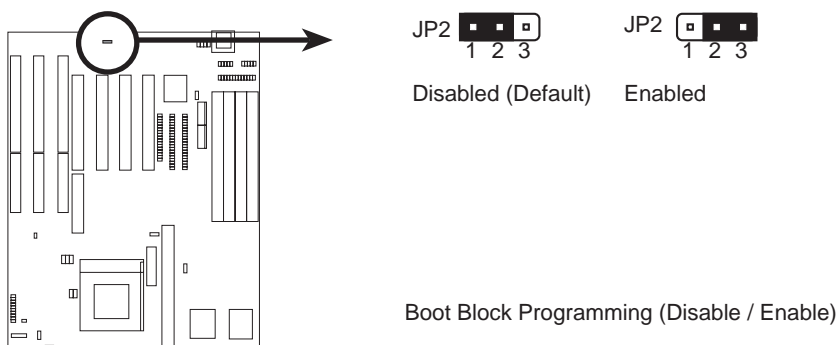 JP2
1 2 3
Disabled (Default)
JP2
1 2 3
Enabled
Boot Block Programming (Disable / Enable)